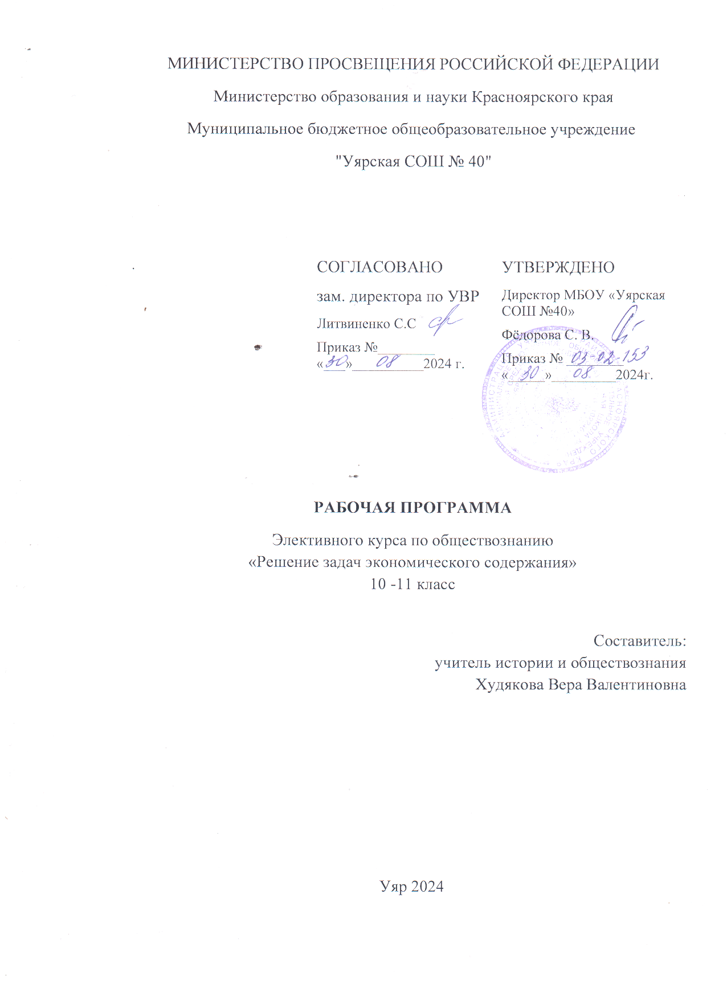 МИНИСТЕРСТВО ПРОСВЕЩЕНИЯ РОССИЙСКОЙ ФЕДЕРАЦИИ
Министерство образования и науки Красноярского края
Муниципальное бюджетное общеобразовательное учреждение
"Уярская СОШ № 40"
СОГЛАСОВАНО
зам. директора по УВР
Литвиненко С.С
Приказ №________
«30»__08__2024 г.
УТВЕРЖДЕНО
Директор МБОУ «Уярская
СОШ №40»
Фёдорова С. В.
Приказ № 03-02-153
«30»__08__2024г.
РАБОЧАЯ ПРОГРАММА
Элективного курса по обществознанию
«Решение задач экономического содержания»
10 -11 класс
Составитель:
учитель истории и обществознания
Худякова Вера Валентиновна
Уяр 2024